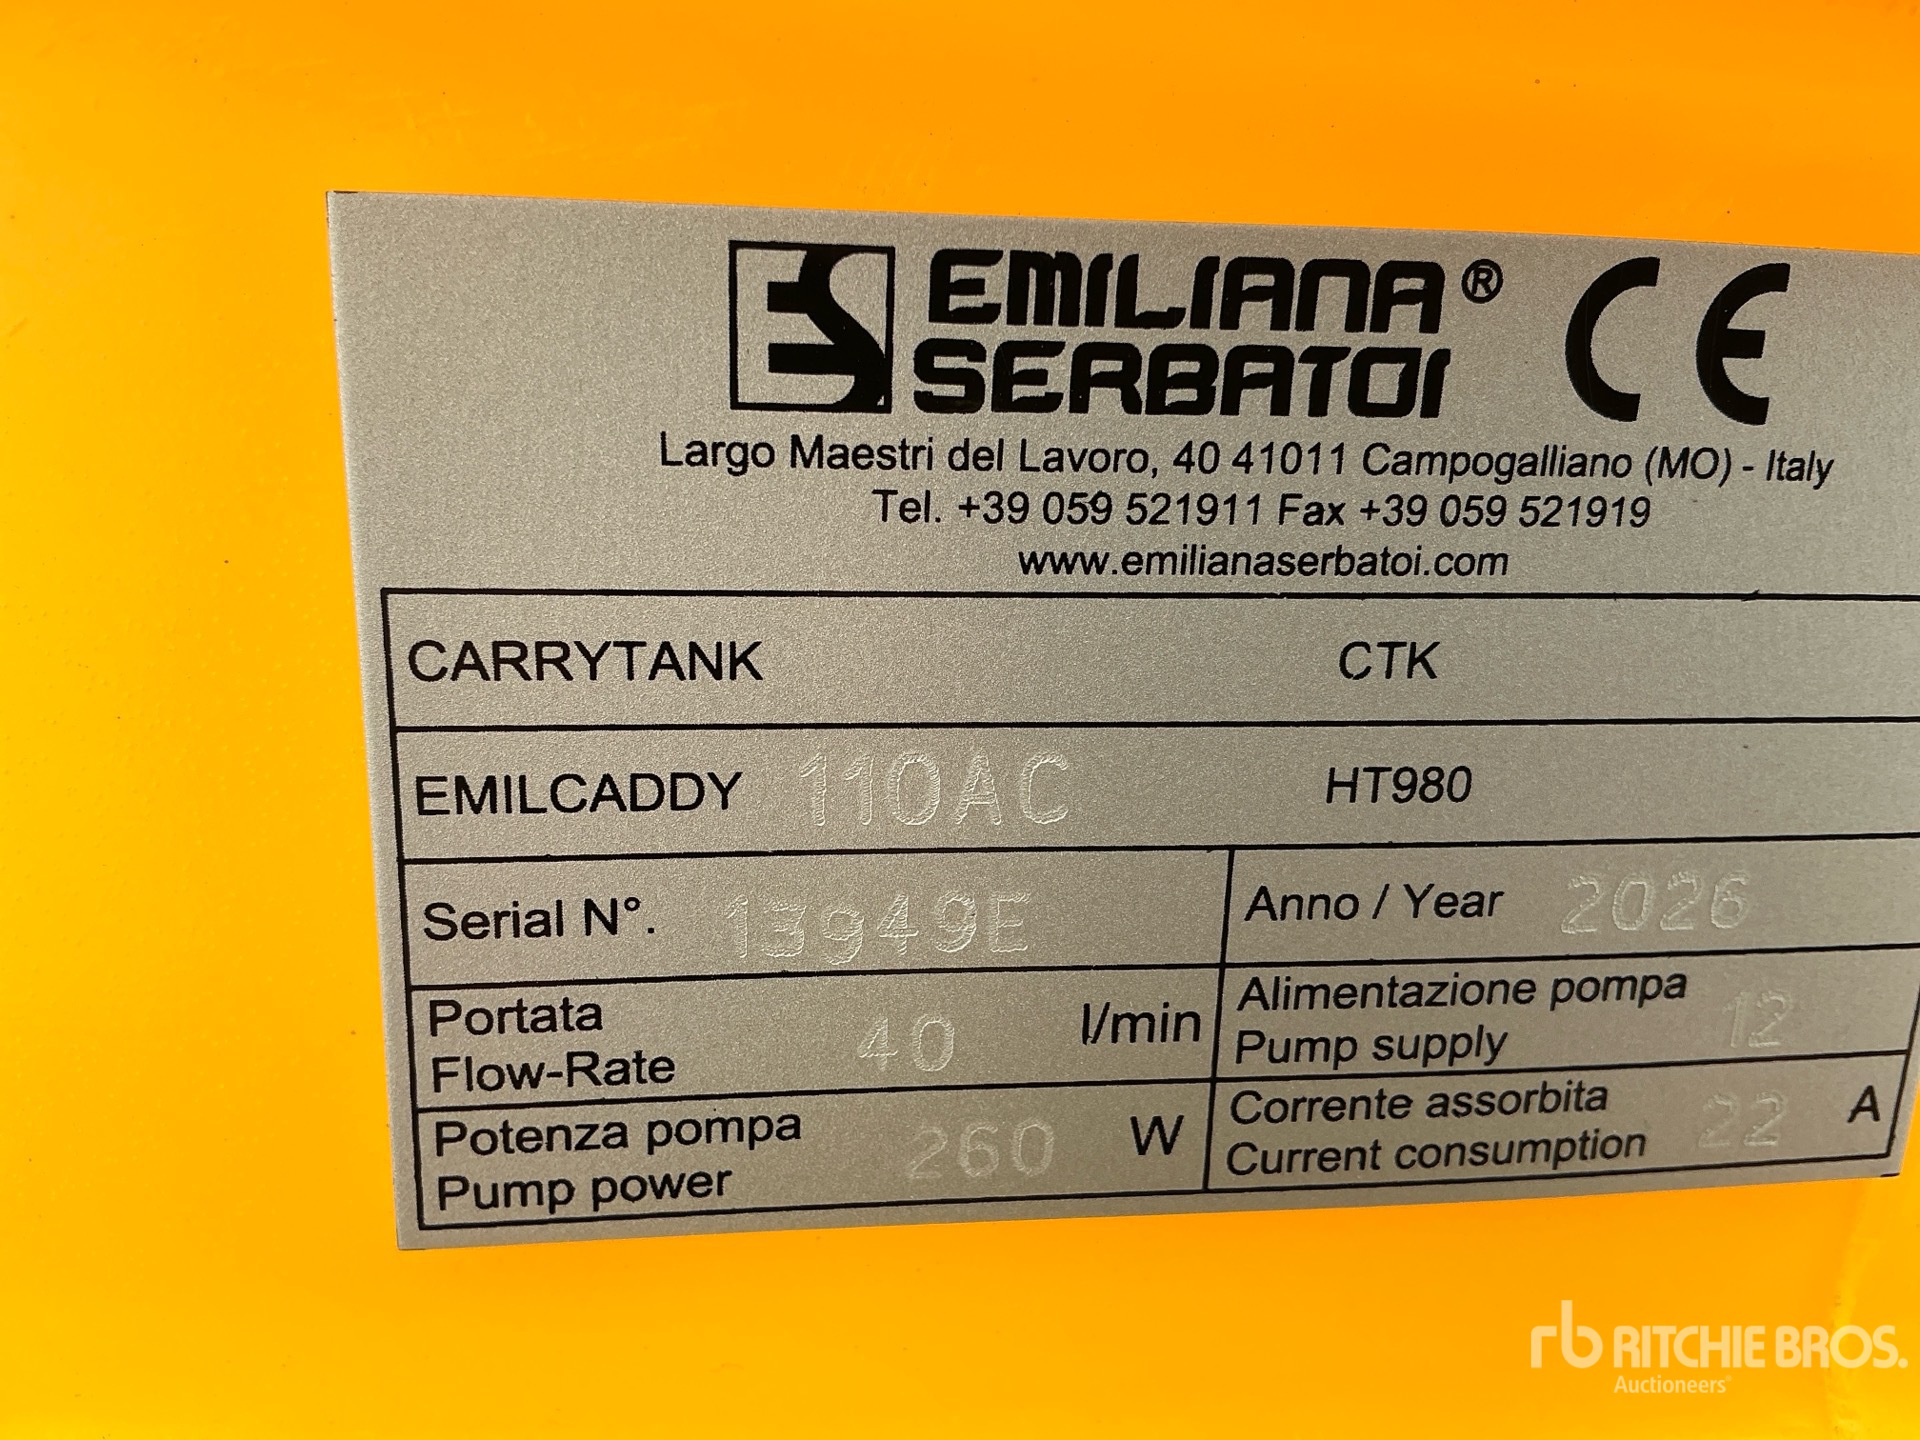 ES EMILIANA®
SERBATOI CE
Largo Maestri del Lavoro, 40 41011 Campogalliano (MO) - Italy
Tel. +39 059 521911 Fax +39 059 521919
www.emilianaserbatoi.com
CARRYTANK CTK
EMILCADDY 110AC HT980
Serial N°. 13949E Anno / Year 2026
Portata
Flow-Rate 40 l/min
Alimentazione pompa
Pump supply 12
Potenza pompa
Pump power 260 W
Corrente assorbita
Current consumption 22 A
rb RITCHIE BROS.
Auctioneers